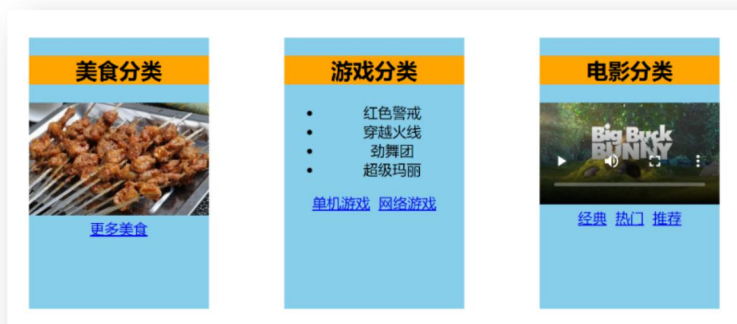 美食分类
更多美食
游戏分类
红色警戒
穿越火线
劲舞团
超级玛丽
单机游戏 网络游戏
电影分类
Big Buck
BUNNY
经典 热门 推荐